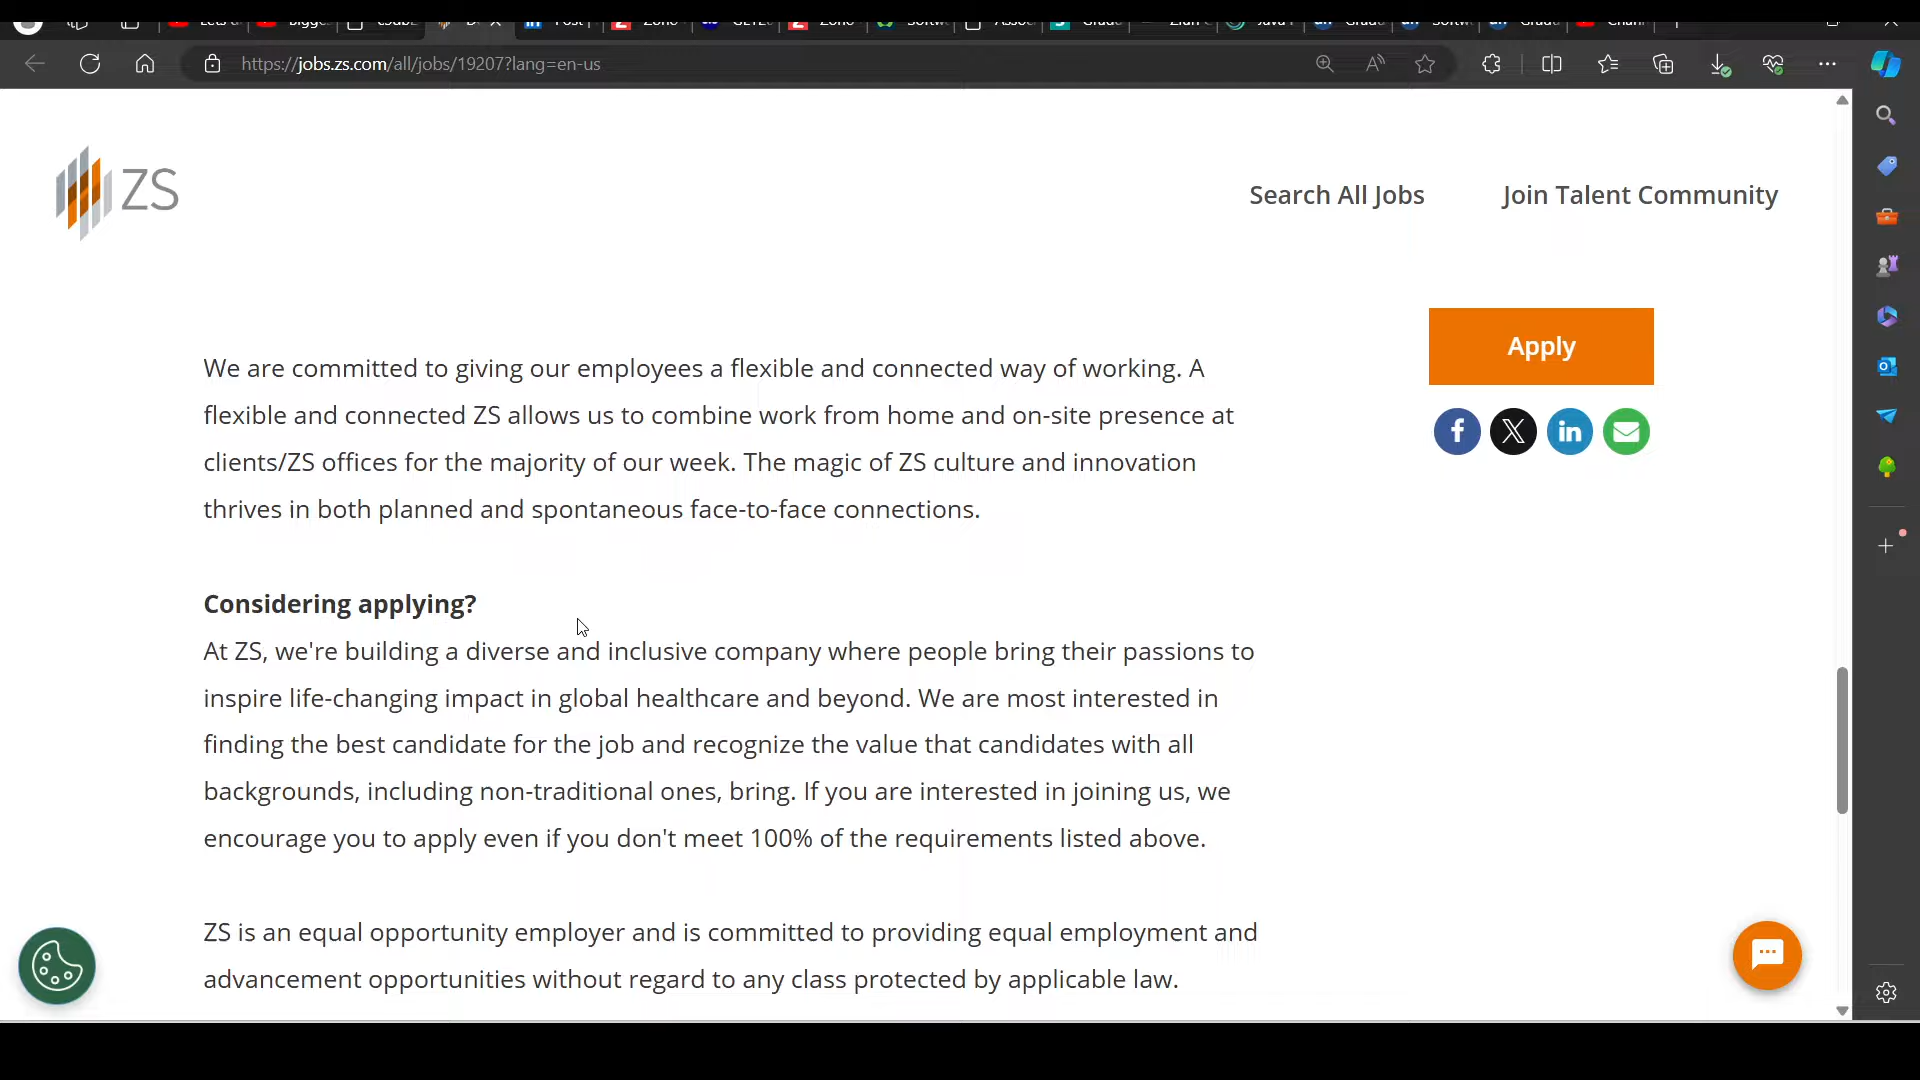 https://jobs.zs.com/all/jobs/19207?lang=en-us
ZS
Search All Jobs
Join Talent Community
Apply
We are committed to giving our employees a flexible and connected way of working. A
flexible and connected ZS allows us to combine work from home and on-site presence at
clients/ZS offices for the majority of our week. The magic of ZS culture and innovation
thrives in both planned and spontaneous face-to-face connections.
Considering applying?
At ZS, we're building a diverse and inclusive company where people bring their passions to
inspire life-changing impact in global healthcare and beyond. We are most interested in
finding the best candidate for the job and recognize the value that candidates with all
backgrounds, including non-traditional ones, bring. If you are interested in joining us, we
encourage you to apply even if you don't meet 100% of the requirements listed above.
ZS is an equal opportunity employer and is committed to providing equal employment and
advancement opportunities without regard to any class protected by applicable law.